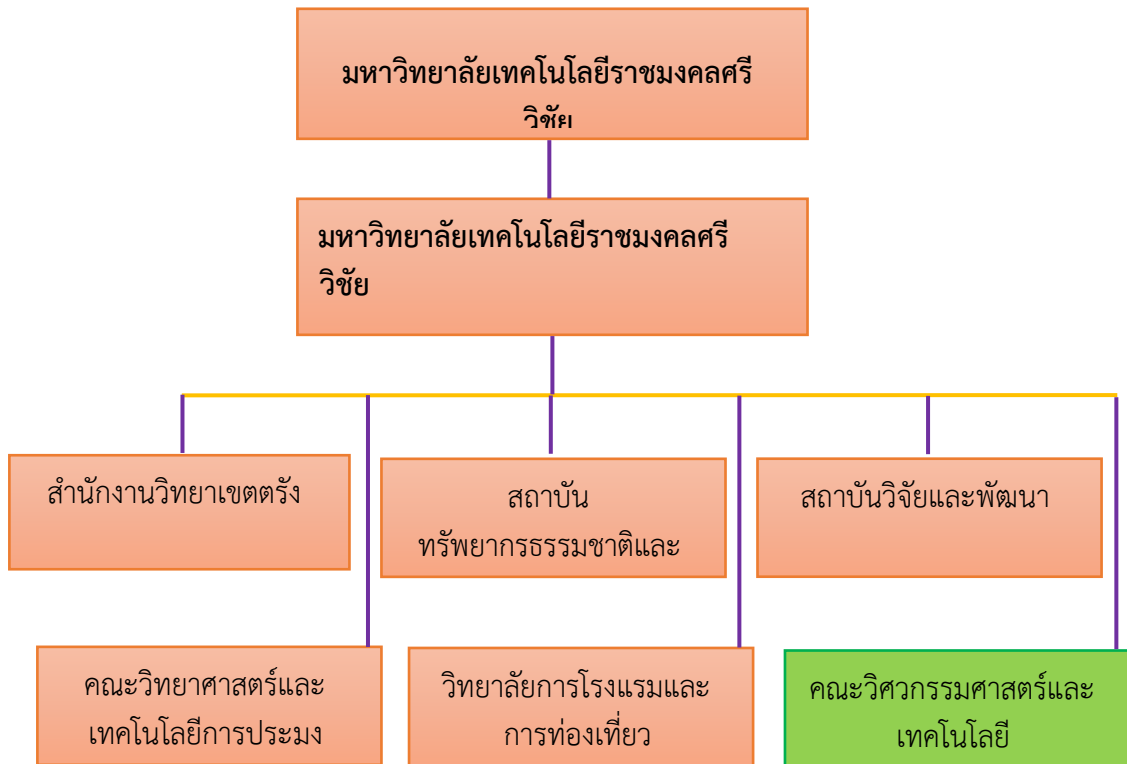 มหาวิทยาลัยเทคโนโลยีราชมงคลศรี
วิชัย
มหาวิทยาลัยเทคโนโลยีราชมงคลศรี
วิชัย
สำนักงานวิทยาเขตตรัง
สถาบัน
ทรัพยากรธรรมชาติและ
สถาบันวิจัยและพัฒนา
คณะวิทยาศาสตร์และ
เทคโนโลยีการประมง
วิทยาลัยการโรงแรมและ
การท่องเที่ยว
คณะวิศวกรรมศาสตร์และ
เทคโนโลยี